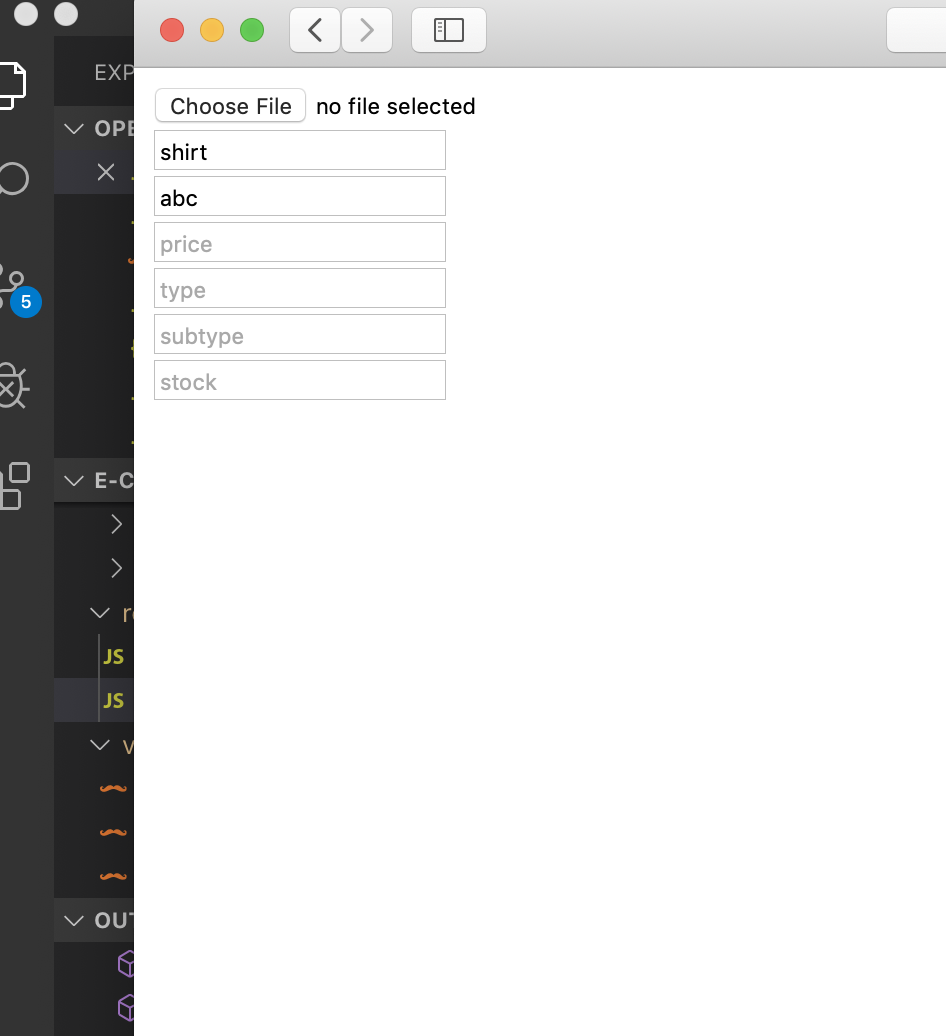 Choose File no file selected
shirt
abc
price
type
subtype
stock
EXP
OPE
5
E-C
JS
JS
OUT